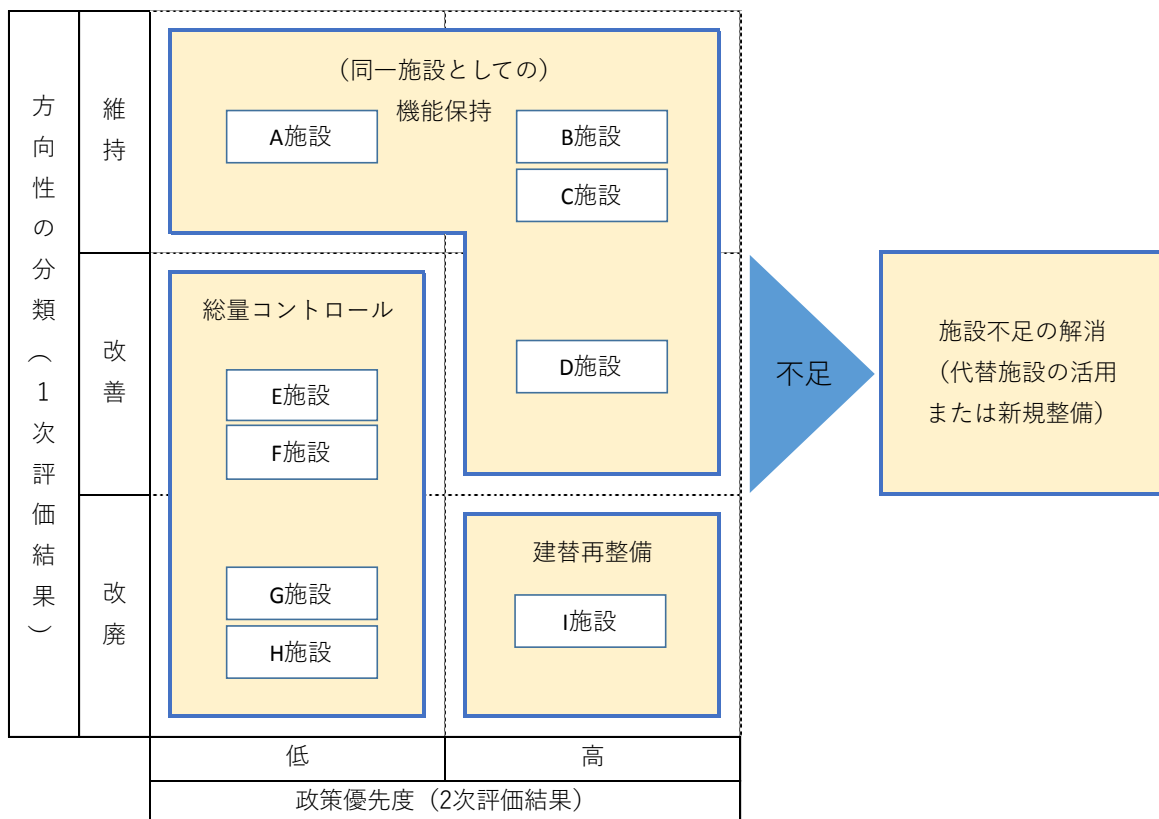 方向性の分類（1次評価結果）
維持
（同一施設としての）
機能保持
A施設
B施設
C施設
改善
総量コントロール
E施設
F施設
D施設
改廃
G施設
H施設
建替再整備
I施設
低
高
政策優先度（2次評価結果）
不足
施設不足の解消
（代替施設の活用
または新規整備）